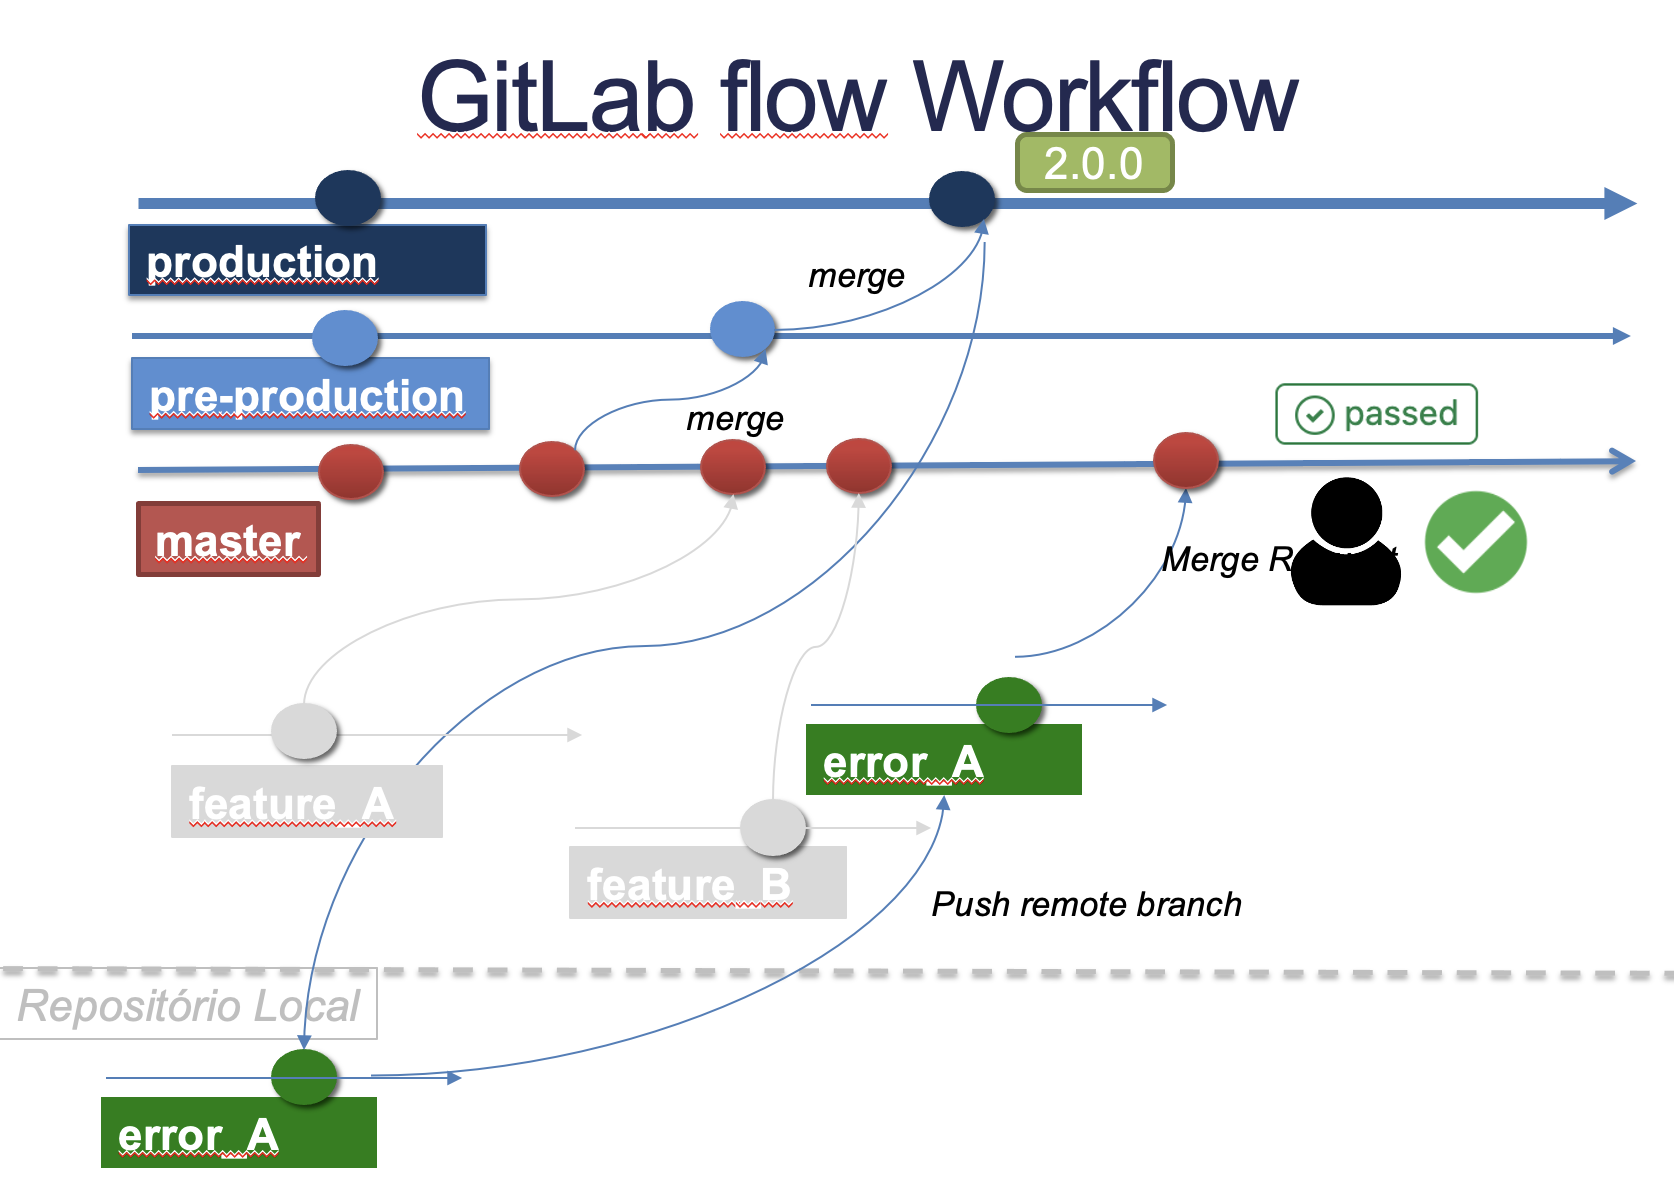 GitLab flow Workflow
2.0.0
production
merge
pre-production
merge
passed
master
Merge R
error_A
feature_A
feature_B
Push remote branch
Repositório Local
error_A